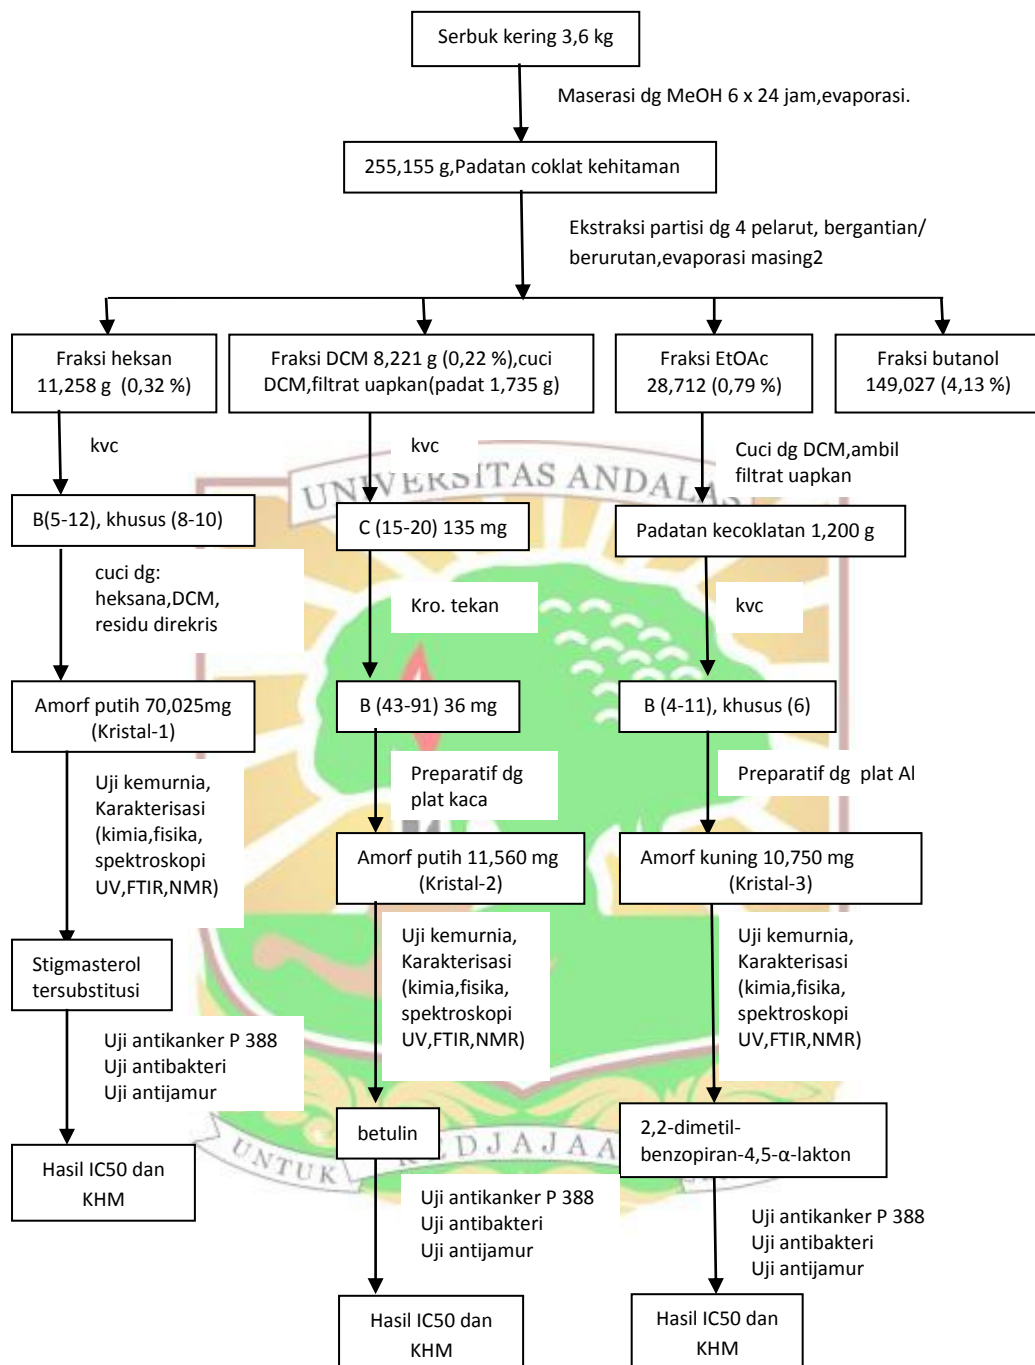 Serbuk kering 3,6 kg
Maserasi dg MeOH 6 x 24 jam,evaporasi.
255,155 g,Padatan coklat kehitaman
Ekstraksi partisi dg 4 pelarut, bergantian/
berurutan,evaporasi masing2
Fraksi heksan
11,258 g (0,32 %)
Fraksi DCM 8,221 g (0,22 %),cuci
DCM,filtrat uapkan(padat 1,735 g)
Fraksi EtOAc
28,712 (0,79 %)
Fraksi butanol
149,027 (4,13 %)
kvc
kvc
Cuci dg DCM,ambil
filtrat uapkan
UNIVERSITAS ANDALAS
B(5-12), khusus (8-10)
C (15-20) 135 mg
Padatan kecoklatan 1,200 g
cuci dg:
heksana,DCM,
residu direkris
Kro. tekan
kvc
Amorf putih 70,025mg
(Kristal-1)
B (43-91) 36 mg
B (4-11), khusus (6)
Uji kemurnia,
Karakterisasi
(kimia,fisika,
spektroskopi
UV,FTIR,NMR)
Preparatif dg
plat kaca
Preparatif dg plat Al
Amorf putih 11,560 mg
(Kristal-2)
Amorf kuning 10,750 mg
(Kristal-3)
Stigmasterol
tersubstitusi
Uji kemurnia,
Karakterisasi
(kimia,fisika,
spektroskopi
UV,FTIR,NMR)
Uji kemurnia,
Karakterisasi
(kimia,fisika,
spektroskopi
UV,FTIR,NMR)
Uji antikanker P 388
Uji antibakteri
Uji antijamur
betulin
2,2-dimetil-
benzopiran-4,5-α-lakton
UNTUK KEDJAJAA
Hasil IC50 dan
KHM
Uji antikanker P 388
Uji antibakteri
Uji antijamur
Uji antikanker P 388
Uji antibakteri
Uji antijamur
Hasil IC50 dan
KHM
Hasil IC50 dan
KHM